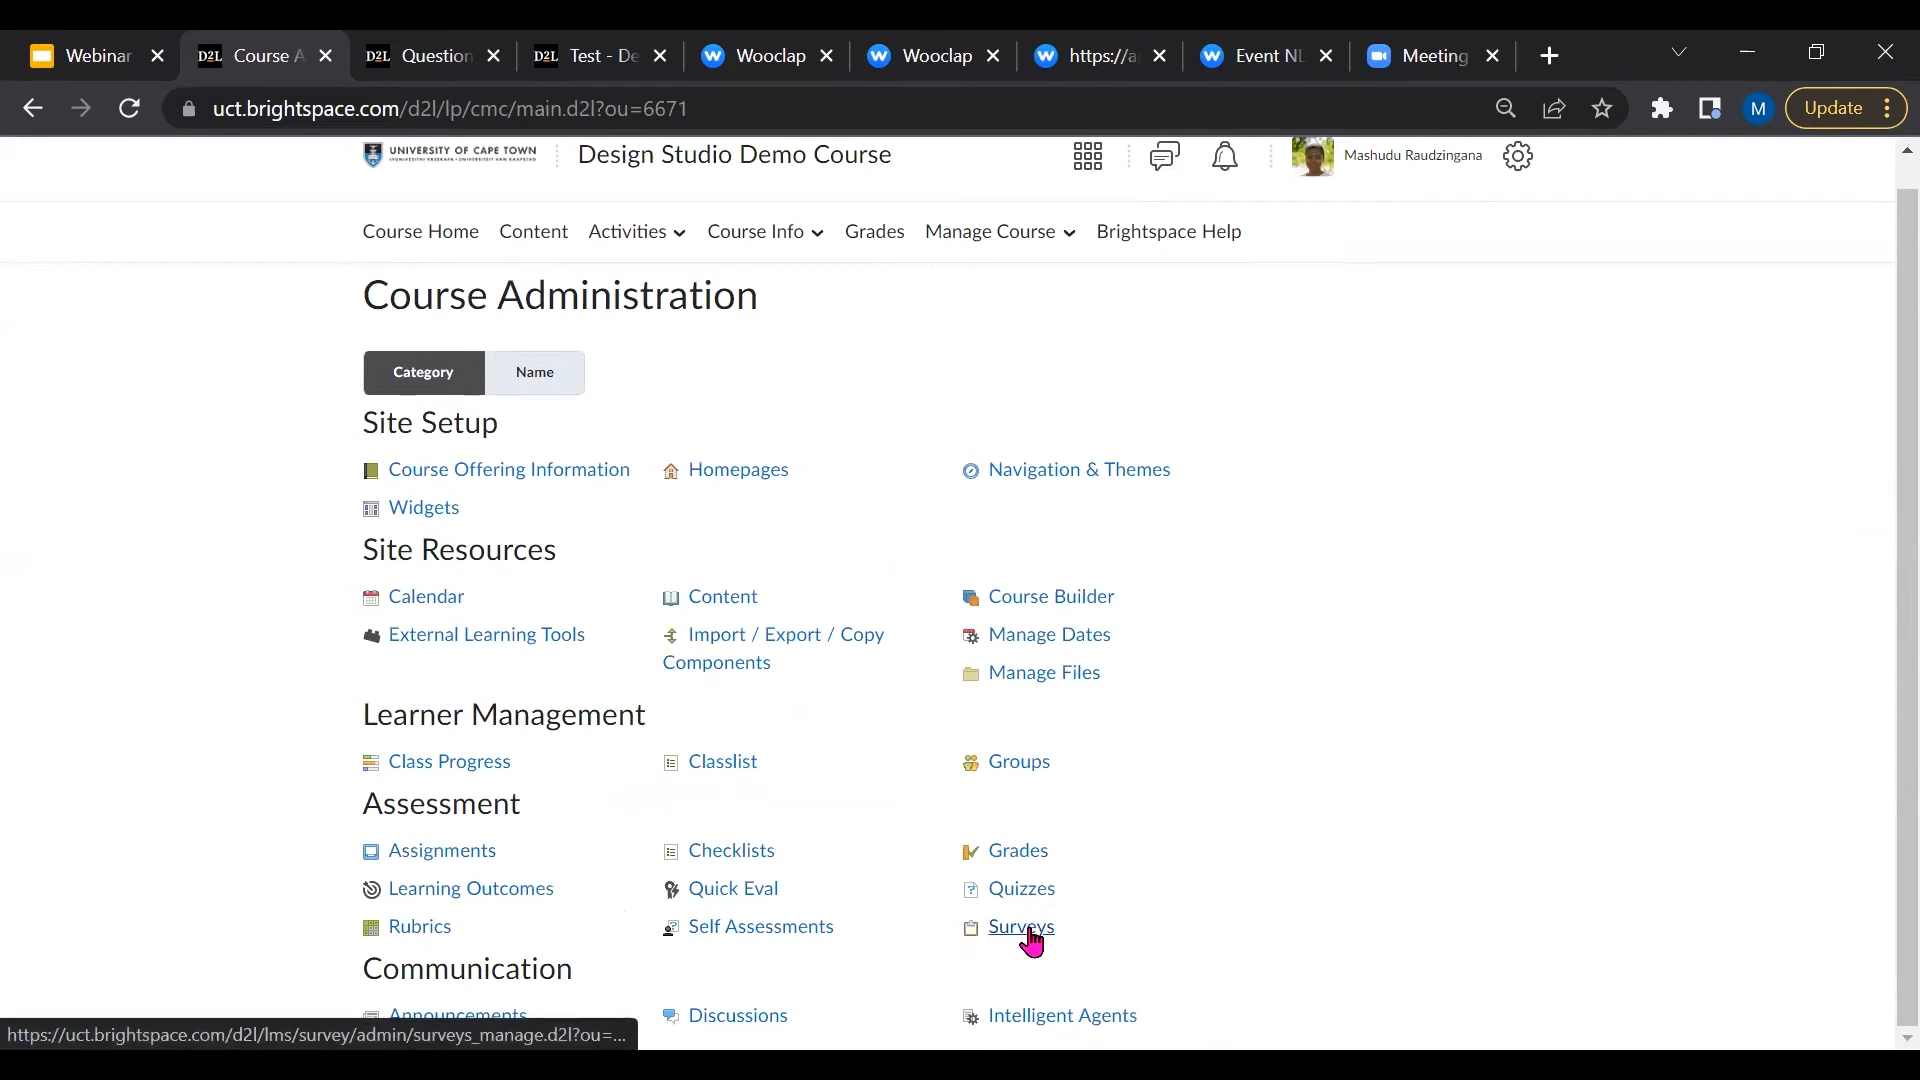 Webinar
D2L Course A
D2L Question
D2L Test - De
W Wooclap
W Wooclap
W https://a
W Event NL
Meeting
uct.brightspace.com/d2l/lp/cmc/main.d2l?ou=6671
M
Update
UNIVERSITY OF CAPE TOWN
Design Studio Demo Course
Mashudu Raudzingana
Course Home Content Activities Course Info Grades Manage Course Brightspace Help
Course Administration
Category Name
Site Setup
Course Offering Information Homepages Navigation & Themes
Widgets
Site Resources
Calendar Content Course Builder
External Learning Tools Import / Export / Copy Manage Dates
Components
Manage Files
Learner Management
Class Progress Classlist Groups
Assessment
Assignments Checklists Grades
Learning Outcomes Quick Eval Quizzes
Rubrics Self Assessments Surveys
Communication
Announcements Discussions Intelligent Agents
https://uct.brightspace.com/d2l/lms/survey/admin/surveys_manage.d2l?ou=...